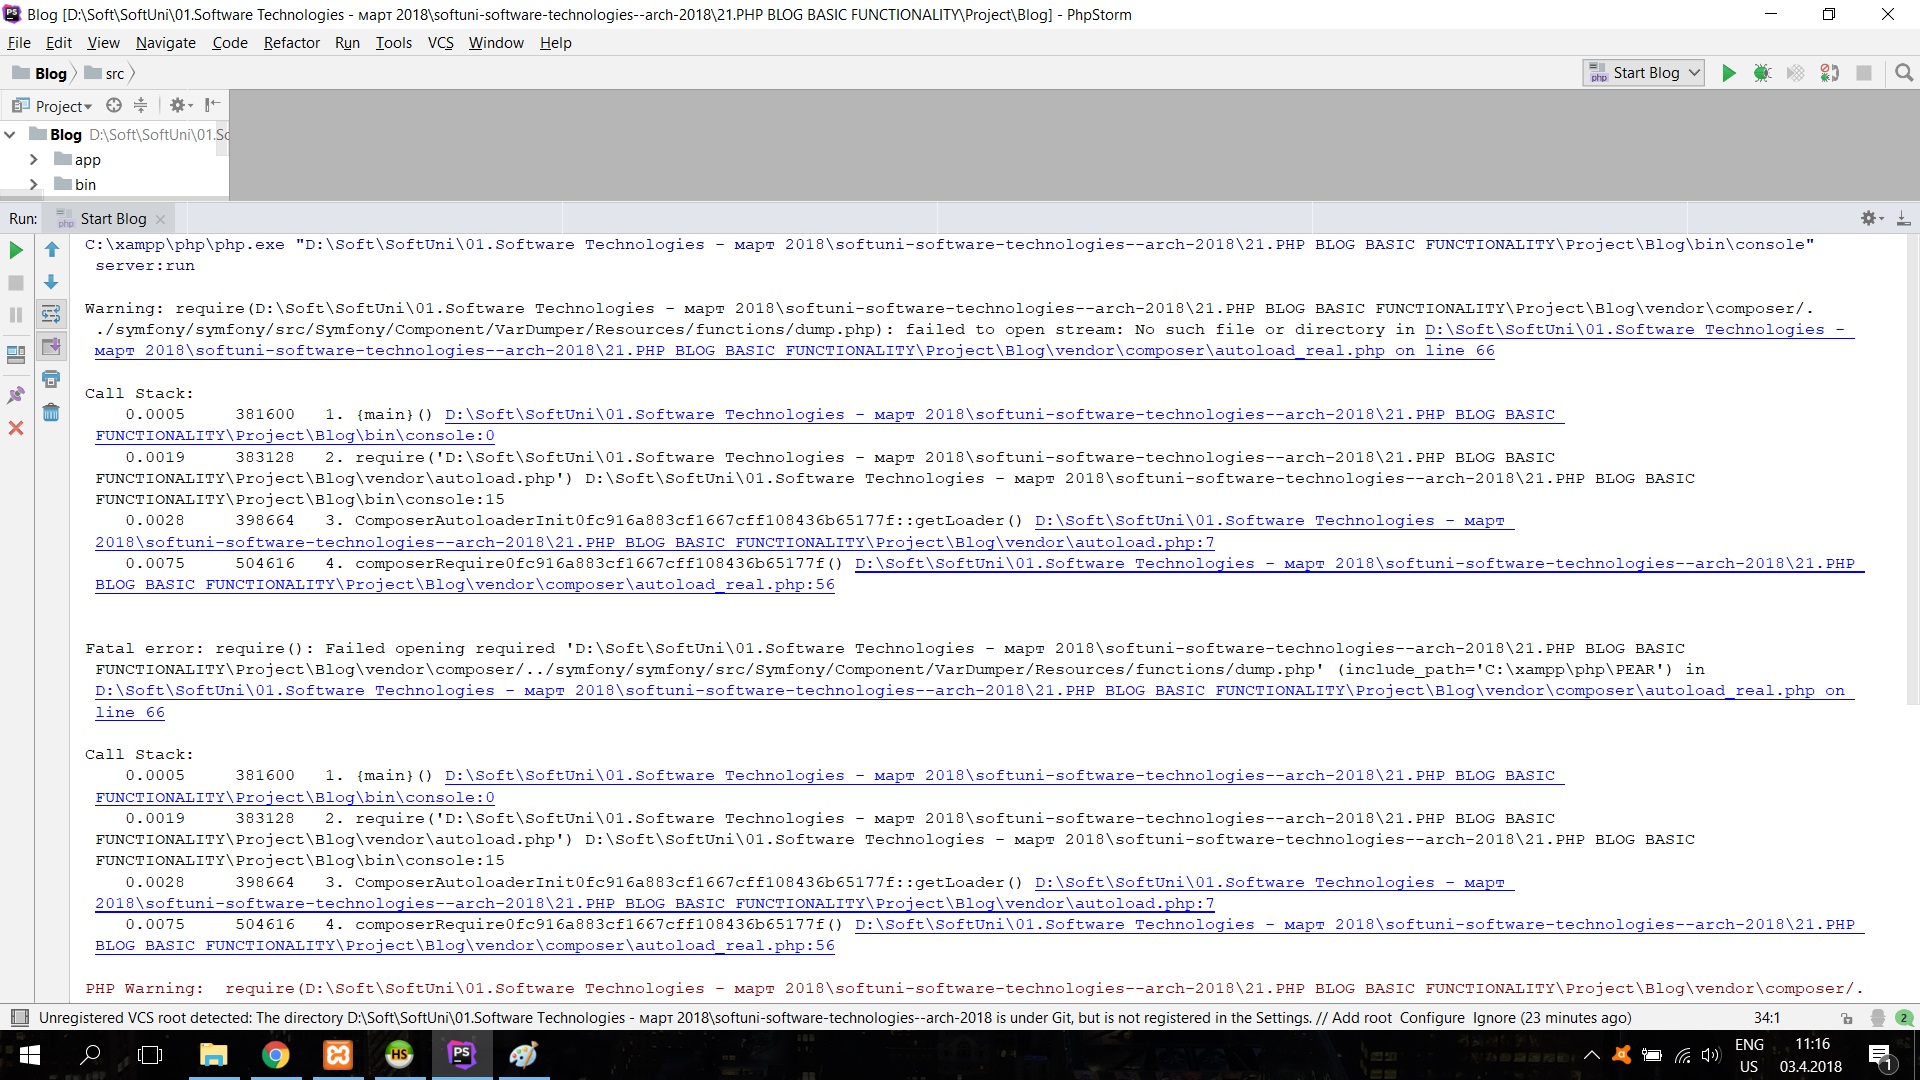 Blog [D:\Soft\SoftUni\01.Software Technologies - март 2018\softuni-software-technologies--arch-2018\21.PHP BLOG BASIC FUNCTIONALITY\Project\Blog] - PhpStorm
File Edit View Navigate Code Refactor Run Tools VCS Window Help
Blog src Start Blog
Project
Blog D:\Soft\SoftUni\01.So
app
bin
Run: Start Blog
C:\xampp\php\php.exe "D:\Soft\SoftUni\01.Software Technologies - март 2018\softuni-software-technologies--arch-2018\21.PHP BLOG BASIC FUNCTIONALITY\Project\Blog\bin\console"
server:run
Warning: require(D:\Soft\SoftUni\01.Software Technologies - март 2018\softuni-software-technologies--arch-2018\21.PHP BLOG BASIC FUNCTIONALITY\Project\Blog\vendor\composer/.
./symfony/symfony/src/Symfony/Component/VarDumper/Resources/functions/dump.php): failed to open stream: No such file or directory in D:\Soft\SoftUni\01.Software Technologies -
март 2018\softuni-software-technologies--arch-2018\21.PHP BLOG BASIC FUNCTIONALITY\Project\Blog\vendor\composer\autoload_real.php on line 66
Call Stack:
0.0005 381600 1. {main}() D:\Soft\SoftUni\01.Software Technologies - март 2018\softuni-software-technologies--arch-2018\21.PHP BLOG BASIC
FUNCTIONALITY\Project\Blog\bin\console:0
0.0019 383128 2. require('D:\Soft\SoftUni\01.Software Technologies - март 2018\softuni-software-technologies--arch-2018\21.PHP BLOG BASIC
FUNCTIONALITY\Project\Blog\vendor\autoload.php') D:\Soft\SoftUni\01.Software Technologies - март 2018\softuni-software-technologies--arch-2018\21.PHP BLOG BASIC
FUNCTIONALITY\Project\Blog\bin\console:15
0.0028 398664 3. ComposerAutoloaderInit0fc916a883cf1667cff108436b65177f::getLoader() D:\Soft\SoftUni\01.Software Technologies - март
2018\softuni-software-technologies--arch-2018\21.PHP BLOG BASIC FUNCTIONALITY\Project\Blog\vendor\autoload.php:7
0.0075 504616 4. composerRequire0fc916a883cf1667cff108436b65177f() D:\Soft\SoftUni\01.Software Technologies - март 2018\softuni-software-technologies--arch-2018\21.PHP
BLOG BASIC FUNCTIONALITY\Project\Blog\vendor\composer\autoload_real.php:56
Fatal error: require(): Failed opening required 'D:\Soft\SoftUni\01.Software Technologies - март 2018\softuni-software-technologies--arch-2018\21.PHP BLOG BASIC
FUNCTIONALITY\Project\Blog\vendor\composer/../symfony/symfony/src/Symfony/Component/VarDumper/Resources/functions/dump.php' (include_path='C:\xampp\php\PEAR') in
D:\Soft\SoftUni\01.Software Technologies - март 2018\softuni-software-technologies--arch-2018\21.PHP BLOG BASIC FUNCTIONALITY\Project\Blog\vendor\composer\autoload_real.php on
line 66
Call Stack:
0.0005 381600 1. {main}() D:\Soft\SoftUni\01.Software Technologies - март 2018\softuni-software-technologies--arch-2018\21.PHP BLOG BASIC
FUNCTIONALITY\Project\Blog\bin\console:0
0.0019 383128 2. require('D:\Soft\SoftUni\01.Software Technologies - март 2018\softuni-software-technologies--arch-2018\21.PHP BLOG BASIC
FUNCTIONALITY\Project\Blog\vendor\autoload.php') D:\Soft\SoftUni\01.Software Technologies - март 2018\softuni-software-technologies--arch-2018\21.PHP BLOG BASIC
FUNCTIONALITY\Project\Blog\bin\console:15
0.0028 398664 3. ComposerAutoloaderInit0fc916a883cf1667cff108436b65177f::getLoader() D:\Soft\SoftUni\01.Software Technologies - март
2018\softuni-software-technologies--arch-2018\21.PHP BLOG BASIC FUNCTIONALITY\Project\Blog\vendor\autoload.php:7
0.0075 504616 4. composerRequire0fc916a883cf1667cff108436b65177f() D:\Soft\SoftUni\01.Software Technologies - март 2018\softuni-software-technologies--arch-2018\21.PHP
BLOG BASIC FUNCTIONALITY\Project\Blog\vendor\composer\autoload_real.php:56
PHP Warning:  require(D:\Soft\SoftUni\01.Software Technologies - март 2018\softuni-software-technologies--arch-2018\21.PHP BLOG BASIC FUNCTIONALITY\Project\Blog\vendor\composer/.
Unregistered VCS root detected: The directory D:\Soft\SoftUni\01.Software Technologies - март 2018\softuni-software-technologies--arch-2018 is under Git, but is not registered in the Settings. // Add root Configure Ignore (23 minutes ago) 34:1 2
HS PS ENG 11:16
US 03.4.2018 1